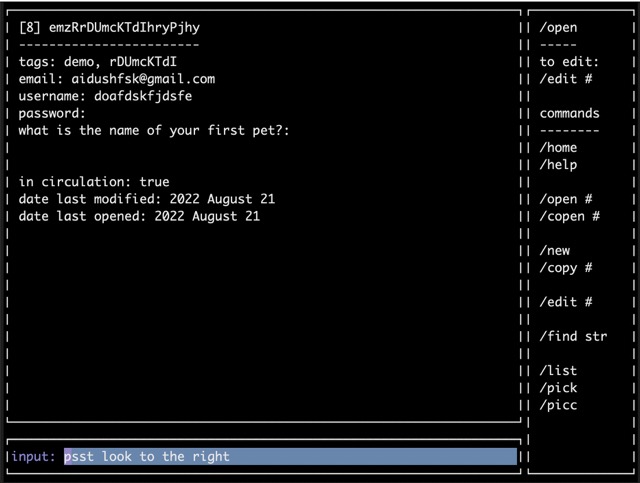 [8] emzRrDUmcKTdIhryPjhy
------------------------
tags: demo, rDUmcKTdI
email: aidushfsk@gmail.com
username: doafdskfjdsfe
password:
what is the name of your first pet?:
in circulation: true
date last modified: 2022 August 21
date last opened: 2022 August 21
input: psst look to the right
/open
-----
to edit:
/edit #
commands
--------
/home
/help
/open #
/copen #
/new
/copy #
/edit #
/find str
/list
/pick
/picc